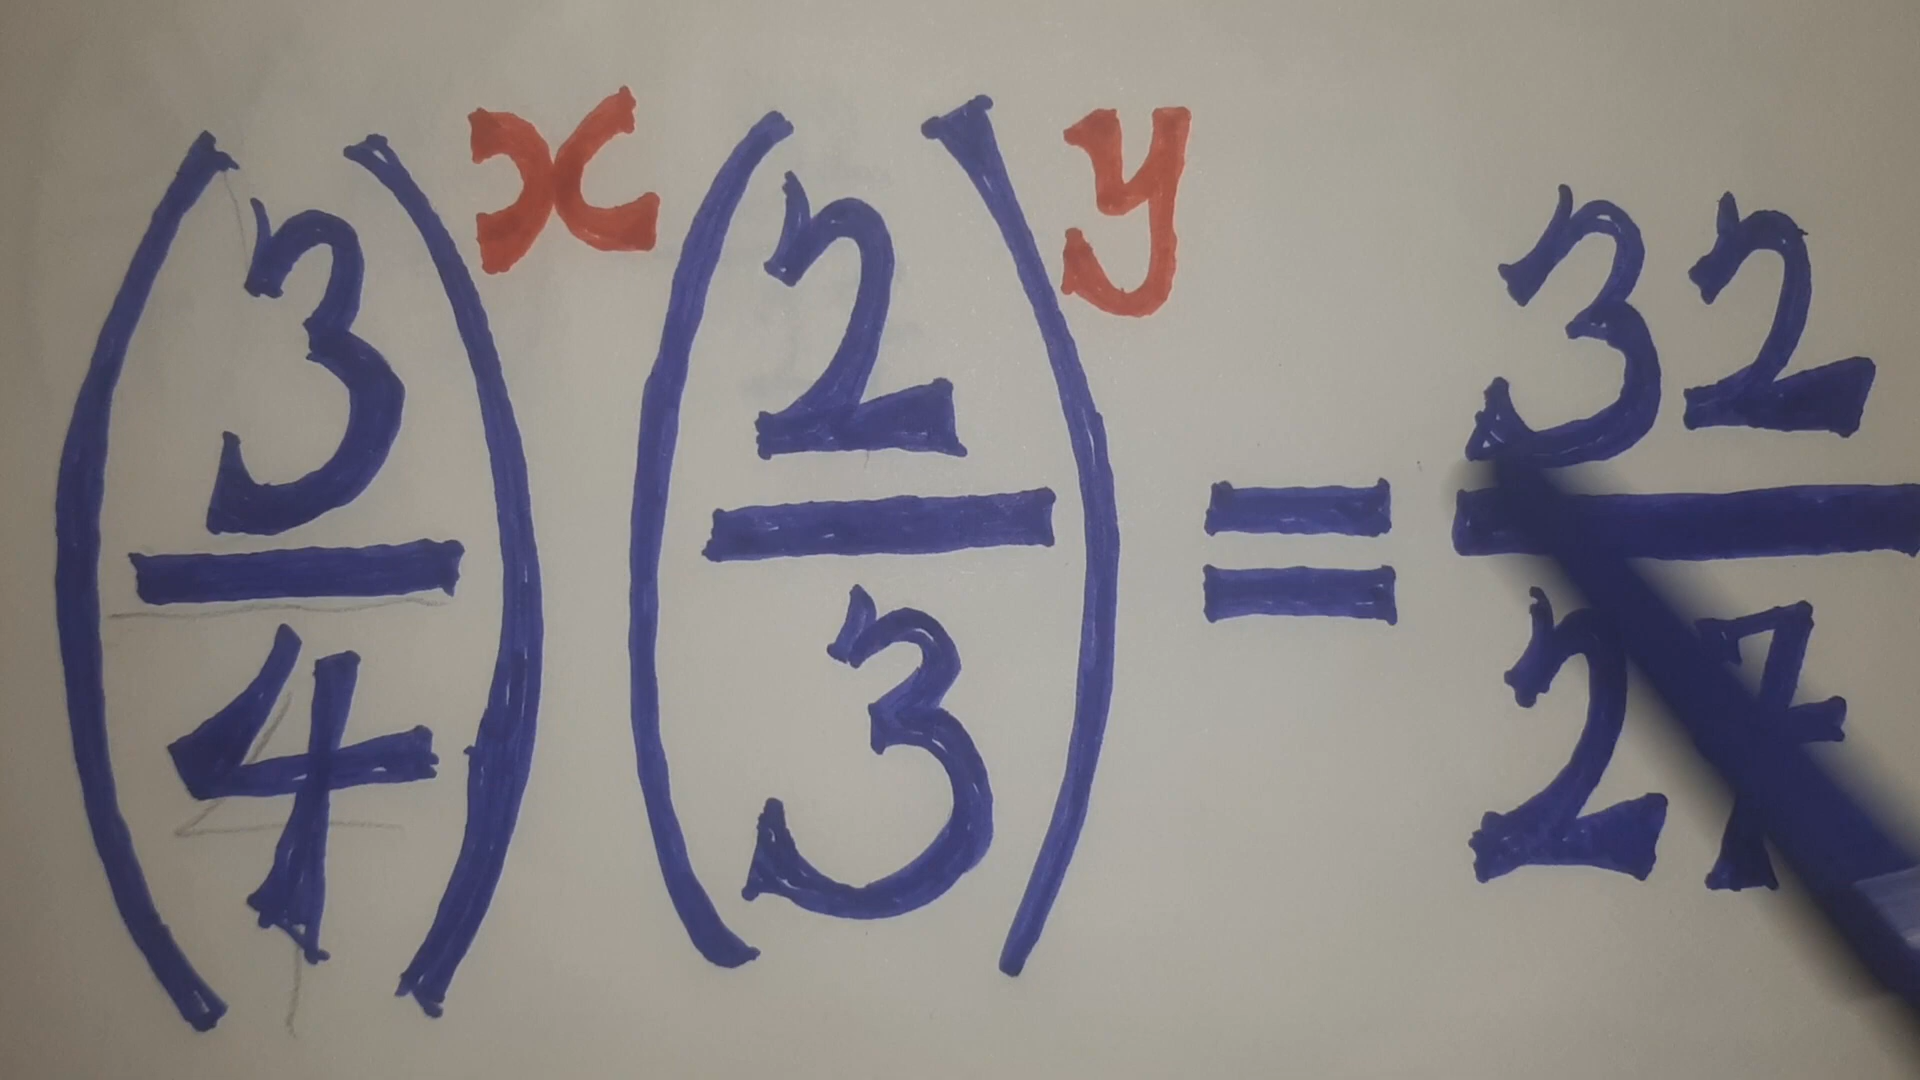 (3/4)^x (2/3)^y = 32/27